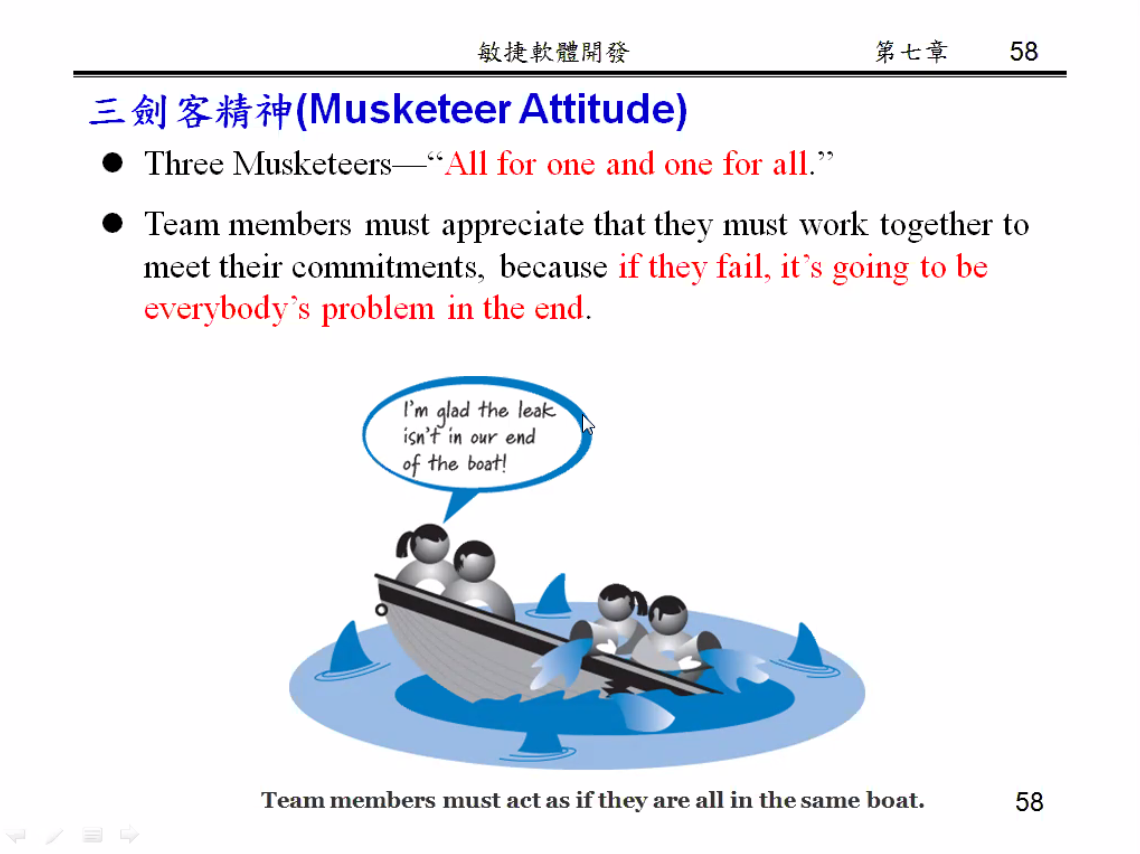 敏捷軟體開發 第七章 58
三劍客精神(Musketeer Attitude)
● Three Musketeers—“All for one and one for all.”
● Team members must appreciate that they must work together to
meet their commitments, because if they fail, it’s going to be
everybody’s problem in the end.
I’m glad the leak
isn’t in our end
of the boat!
Team members must act as if they are all in the same boat. 58